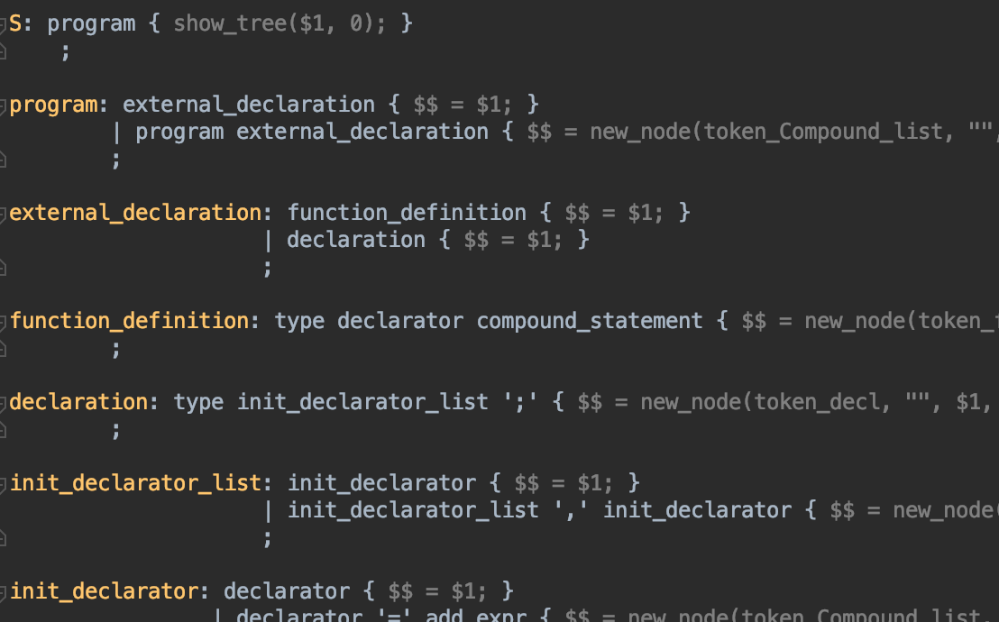 S: program { show_tree($1, 0); }
;
program: external_declaration { $$ = $1; }
| program external_declaration { $$ = new_node(token_Compound_list, "",
;
external_declaration: function_definition { $$ = $1; }
| declaration { $$ = $1; }
;
function_definition: type declarator compound_statement { $$ = new_node(token_
;
declaration: type init_declarator_list ';' { $$ = new_node(token_decl, "", $1,
;
init_declarator_list: init_declarator { $$ = $1; }
| init_declarator_list ',' init_declarator { $$ = new_node(
;
init_declarator: declarator { $$ = $1; }
| declarator '=' add_expr { $$ = new_node(token_Compound_list,